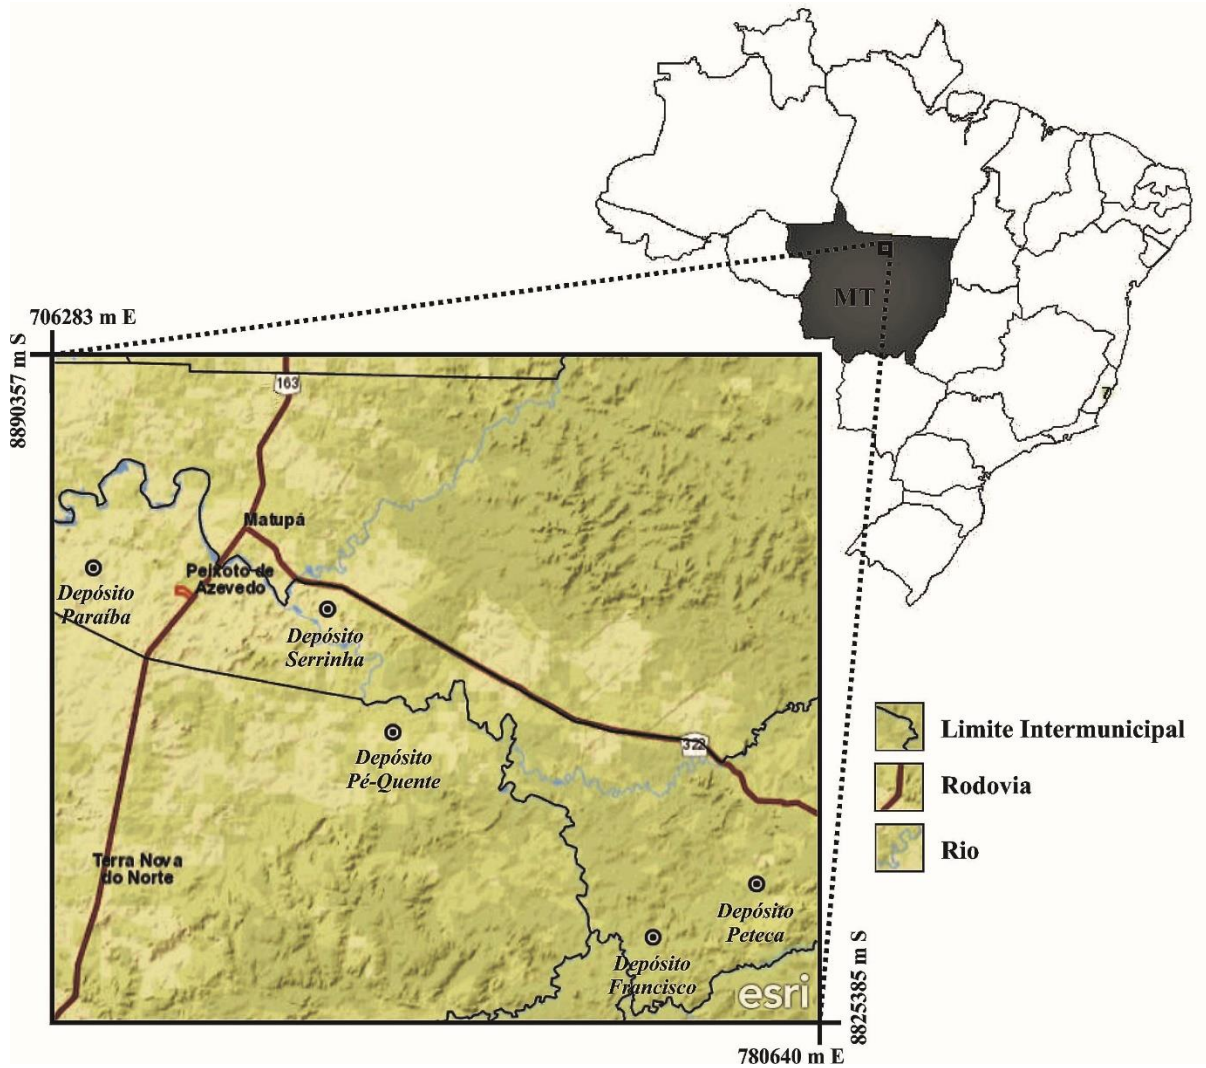 MT
706283 m E
8890357 m S
163
Matupá
Peixoto de
Azevedo
Depósito
Paraíba
Depósito
Serrinha
Depósito
Pé-Quente
322
Terra Nova
do Norte
Depósito
Peteca
Depósito
Francisco
esri
8825385 m S
780640 m E
Limite Intermunicipal
Rodovia
Rio